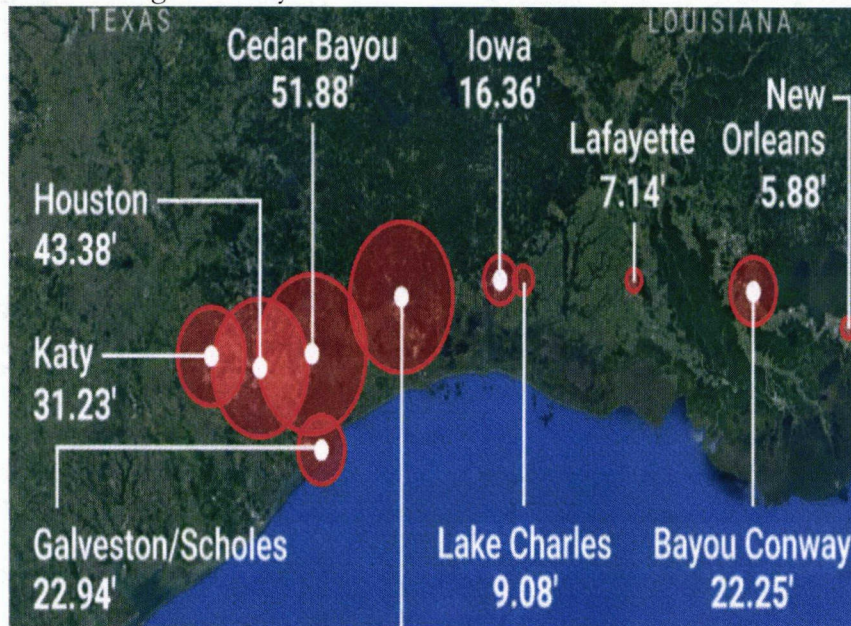 TEXAS
LOUISIANA
Cedar Bayou
51.88'
Iowa
16.36'
New
Orleans
5.88'
Lafayette
7.14'
Houston
43.38'
Katy
31.23'
Galveston/Scholes
22.94'
Lake Charles
9.08'
Bayou Conway
22.25'